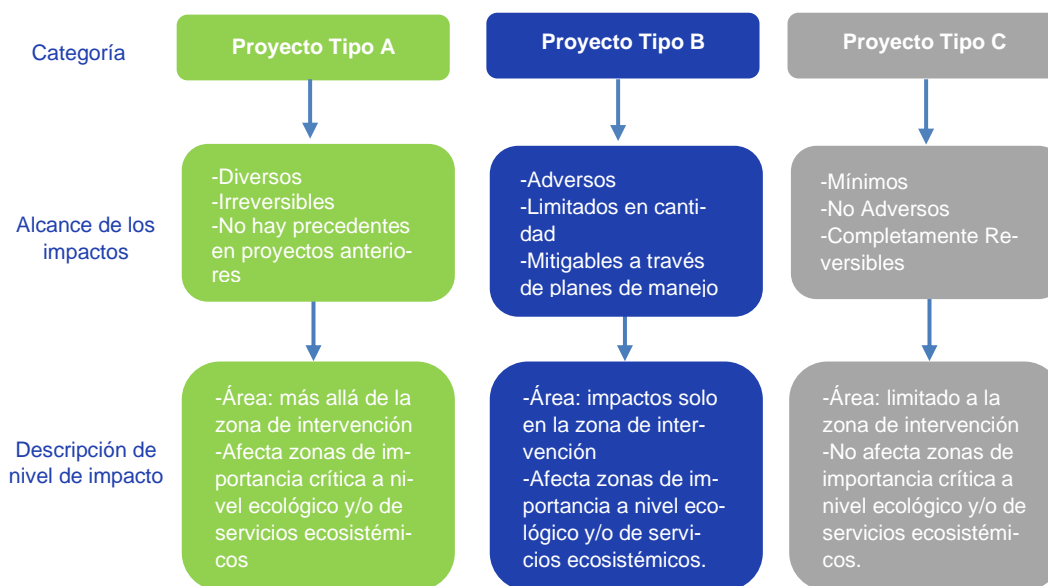 Categoría
Proyecto Tipo A
Proyecto Tipo B
Proyecto Tipo C
Alcance de los
impactos
-Diversos
-Irreversibles
-No hay precedentes
en proyectos anterio-
res
-Adversos
-Limitados en canti-
dad
-Mitigables a través
de planes de manejo
-Mínimos
-No Adversos
-Completamente Re-
versibles
Descripción de
nivel de impacto
-Área: más allá de la
zona de intervención
-Afecta zonas de im-
portancia crítica a ni-
vel ecológico y/o de
servicios ecosistémi-
cos
-Área: impactos solo
en la zona de inter-
vención
-Afecta zonas de im-
portancia a nivel eco-
lógico y/o de servi-
cios ecosistémicos.
-Área: limitado a la
zona de intervención
-No afecta zonas de
importancia crítica a
nivel ecológico y/o de
servicios ecosistémi-
cos.